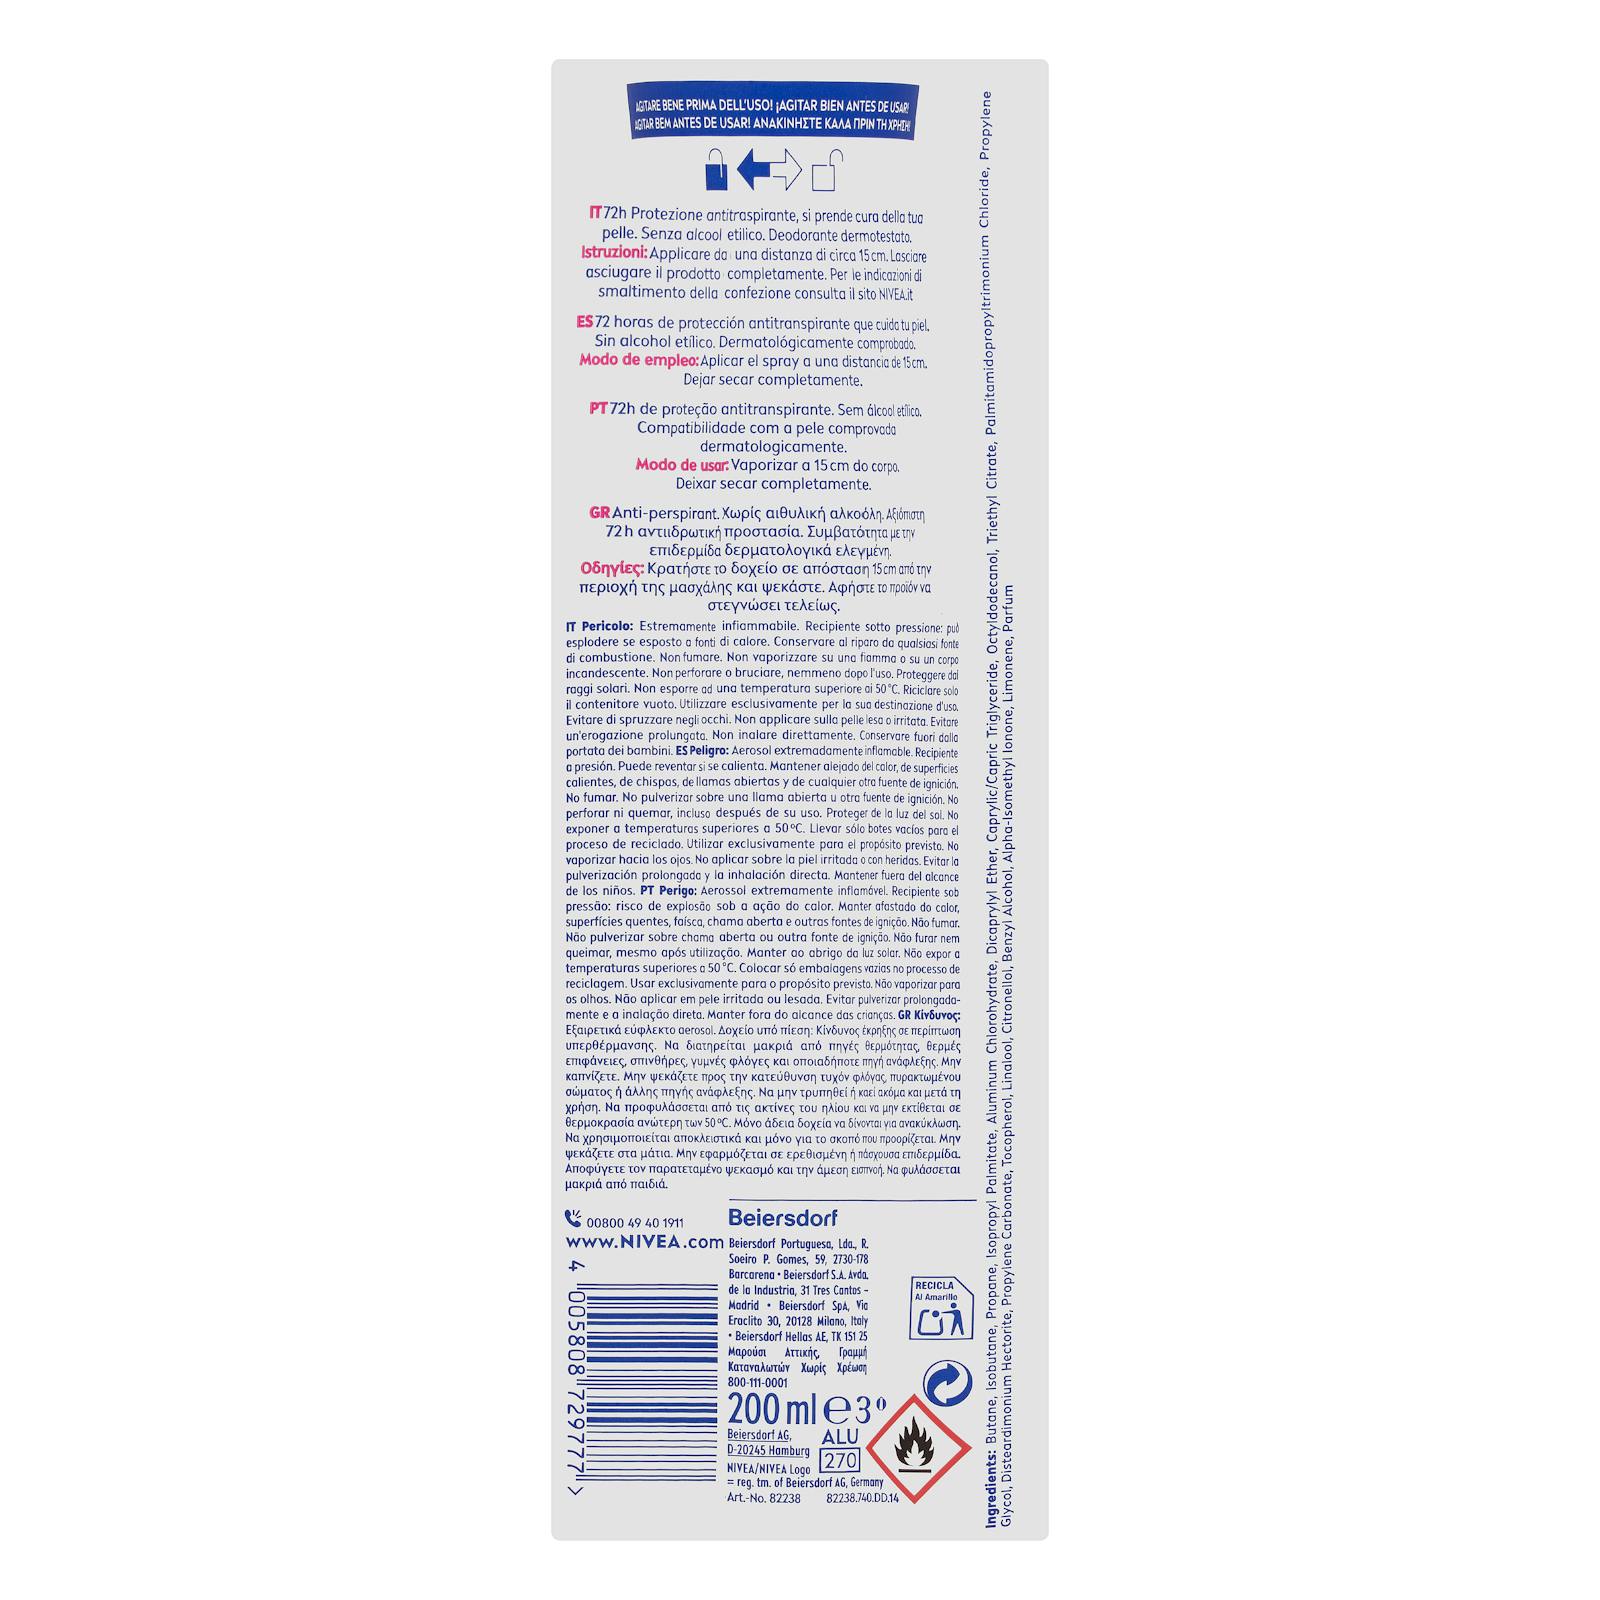 AGITARE BENE PRIMA DELL'USO! ¡AGITAR BIEN ANTES DE USAR!
AGITAR BEM ANTES DE USAR! ΑΝΑΚΙΝΗΣΤΕ ΚΑΛΑ ΠΡΙΝ ΤΗ ΧΡΗΣΗ!
IT 72h Protezione antitraspirante, si prende cura della tua
pelle. Senza alcool etilico. Deodorante dermotestato.
Istruzioni: Applicare da una distanza di circa 15 cm. Lasciare
asciugare il prodotto completamente. Per le indicazioni di
smaltimento della confezione consulta il sito NIVEA.it
ES 72 horas de protección antitranspirante que cuida tu piel.
Sin alcohol etílico. Dermatológicamente comprobado.
Modo de empleo: Aplicar el spray a una distancia de 15 cm.
Dejar secar completamente.
PT 72h de proteção antitranspirante. Sem álcool etílico.
Compatibilidade com a pele comprovada
dermatologicamente.
Modo de usar: Vaporizar a 15 cm do corpo.
Deixar secar completamente.
GR Anti-perspirant. Χωρίς αιθυλική αλκοόλη. Αξιόπιστη
72 h αντιιδρωτική προστασία. Συμβατότητα με την
επιδερμίδα δερματολογικά ελεγμένη.
Οδηγίες: Κρατήστε το δοχείο σε απόσταση 15 cm από την
περιοχή της μασχάλης και ψεκάστε. Αφήστε το προϊόν να
στεγνώσει τελείως.
IT Pericolo: Estremamente infiammabile. Recipiente sotto pressione: può
esplodere se esposto a fonti di calore. Conservare al riparo da qualsiasi fonte
di combustione. Non fumare. Non vaporizzare su una fiamma o su un corpo
incandescente. Non perforare o bruciare, nemmeno dopo l'uso. Proteggere dai
raggi solari. Non esporre ad una temperatura superiore ai 50°C. Riciclare solo
il contenitore vuoto. Utilizzare esclusivamente per la sua destinazione d'uso.
Evitare di spruzzare negli occhi. Non applicare sulla pelle lesa o irritata. Evitare
un'erogazione prolungata. Non inalare direttamente. Conservare fuori dalla
portata dei bambini. ES Peligro: Aerosol extremadamente inflamable. Recipiente
a presión. Puede reventar si se calienta. Mantener alejado del calor, de superficies
calientes, de chispas, de llamas abiertas y de cualquier otra fuente de ignición.
No fumar. No pulverizar sobre una llama abierta u otra fuente de ignición. No
perforar ni quemar, incluso después de su uso. Proteger de la luz del sol. No
exponer a temperaturas superiores a 50°C. Llevar sólo botes vacíos para el
proceso de reciclado. Utilizar exclusivamente para el propósito previsto. No
vaporizar hacia los ojos. No aplicar sobre la piel irritada o con heridas. Evitar la
pulverización prolongada y la inhalación directa. Mantener fuera del alcance
de los niños. PT Perigo: Aerossol extremamente inflamável. Recipiente sob
pressão: risco de explosão sob a ação do calor. Manter afastado do calor,
superfícies quentes, faísca, chama aberta e outras fontes de ignição. Não fumar.
Não pulverizar sobre chama aberta ou outra fonte de ignição. Não furar nem
queimar, mesmo após utilização. Manter ao abrigo da luz solar. Não expor a
temperaturas superiores a 50°C. Colocar só embalagens vazias no processo de
reciclagem. Usar exclusivamente para o propósito previsto. Não vaporizar para
os olhos. Não aplicar em pele irritada ou lesada. Evitar pulverizar prolongada-
mente e a inalação direta. Manter fora do alcance das crianças. GR Κίνδυνος:
Εξαιρετικά εύφλεκτο aerosol. Δοχείο υπό πίεση: Κίνδυνος έκρηξης σε περίπτωση
υπερθέρμανσης. Να διατηρείται μακριά από πηγές θερμότητας, θερμές
επιφάνειες, σπινθήρες, γυμνές φλόγες και οποιαδήποτε πηγή ανάφλεξης. Μην
καπνίζετε. Μην ψεκάζετε προς την κατεύθυνση τυχόν φλόγας, πυρακτωμένου
σώματος ή άλλης πηγής ανάφλεξης. Να μην τρυπηθεί ή καεί ακόμα και μετά τη
χρήση. Να προφυλάσσεται από τις ακτίνες του ηλίου και να μην εκτίθεται σε
θερμοκρασία ανώτερη των 50°C. Μόνο άδεια δοχεία να δίνονται για ανακύκλωση.
Να χρησιμοποιείται αποκλειστικά και μόνο για το σκοπό που προορίζεται. Μην
ψεκάζετε στα μάτια. Μην εφαρμόζεται σε ερεθισμένη ή πάσχουσα επιδερμίδα.
Αποφύγετε τον παρατεταμένο ψεκασμό και την άμεση εισπνοή. Να φυλάσσεται
μακριά από παιδιά.
00800 49 40 1911
www.NIVEA.com
4 005808 729777 >
Beiersdorf
Beiersdorf Portuguesa, Lda., R.
Soeiro P. Gomes, 59, 2730-178
Barcarena • Beiersdorf S.A. Avda.
de la Industria, 31 Tres Cantos -
Madrid • Beiersdorf SpA, Via
Eraclito 30, 20128 Milano, Italy
• Beiersdorf Hellas AE, TK 151 25
Μαρούσι Αττικής, Γραμμή
Καταναλωτών Χωρίς Χρέωση
800-111-0001
200 ml e 3°
Beiersdorf AG,
D-20245 Hamburg
ALU
270
NIVEA/NIVEA Logo
= reg. tm. of Beiersdorf AG, Germany
Art.-No. 82238 82238.740.DD.14
RECICLA
Al Amarillo
Ingredients: Butane, Isobutane, Propane, Isopropyl Palmitate, Aluminum Chlorohydrate, Dicaprylyl Ether, Caprylic/Capric Triglyceride, Octyldodecanol, Triethyl Citrate, Palmitamidopropyltrimonium Chloride, Propylene
Glycol, Disteardimonium Hectorite, Propylene Carbonate, Tocopherol, Linalool, Citronellol, Benzyl Alcohol, Alpha-Isomethyl Ionone, Limonene, Parfum